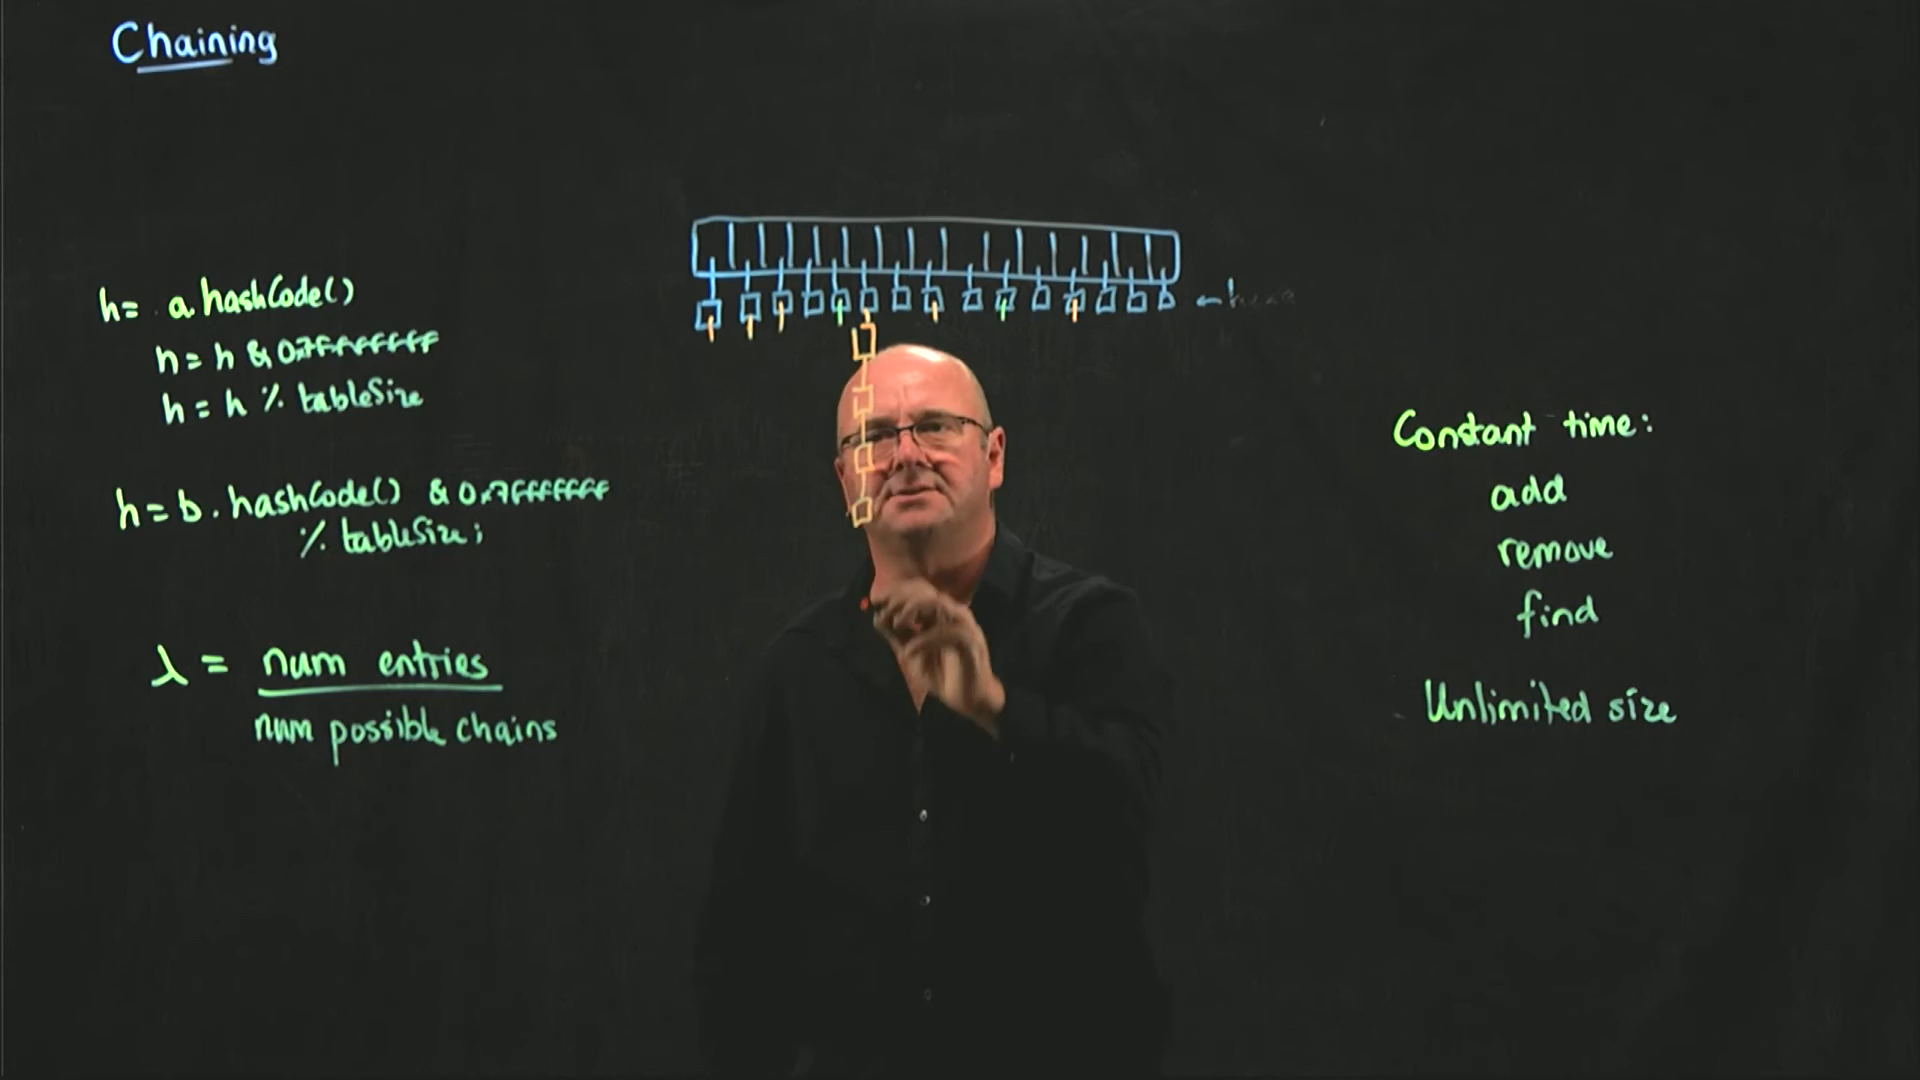 Chaining
h= a.hashCode()
h = h & 0x7fffffff
h = h % tableSize
h = b.hashCode() & 0x7fffffff
% tableSize;
λ = num entries
num possible chains
Constant time:
add
remove
find
Unlimited size